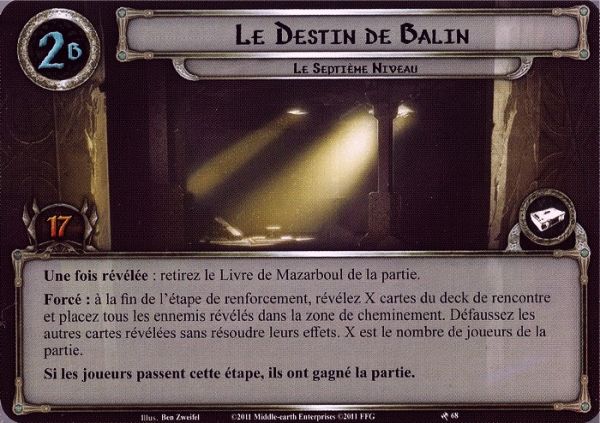 2B
LE DESTIN DE BALIN
LE SEPTIÈME NIVEAU
17
Une fois révélée : retirez le Livre de Mazarboul de la partie.
Forcé : à la fin de l'étape de renforcement, révélez X cartes du deck de rencontre
et placez tous les ennemis révélés dans la zone de cheminement. Défaussez les
autres cartes révélées sans résoudre leurs effets. X est le nombre de joueurs de la
partie.
Si les joueurs passent cette étape, ils ont gagné la partie.
Illus. Ben Zweifel ©2011 Middle-earth Enterprises ©2011 FFG 68